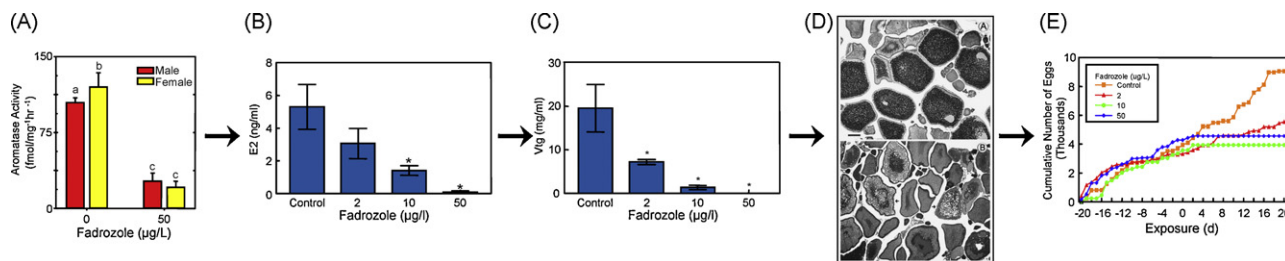 (A)
150
75
0
Aromatase Activity
(fmol/mg⁻¹hr⁻¹)
Male
Female
a
b
c
c
0
50
Fadrozole (µg/L)
(B)
8
6
4
2
0
E2 (ng/ml)
*
*
Control
2
10
50
Fadrozole (µg/l)
(C)
30
20
10
0
Vtg (mg/ml)
*
*
*
Control
2
10
50
Fadrozole (µg/l)
(D)
A
B
(E)
10
8
6
4
2
0
Cumulative Number of Eggs
(Thousands)
Fadrozole (ug/L)
Control
2
10
50
-20
-16
-12
-8
-4
0
4
8
12
16
20
Exposure (d)